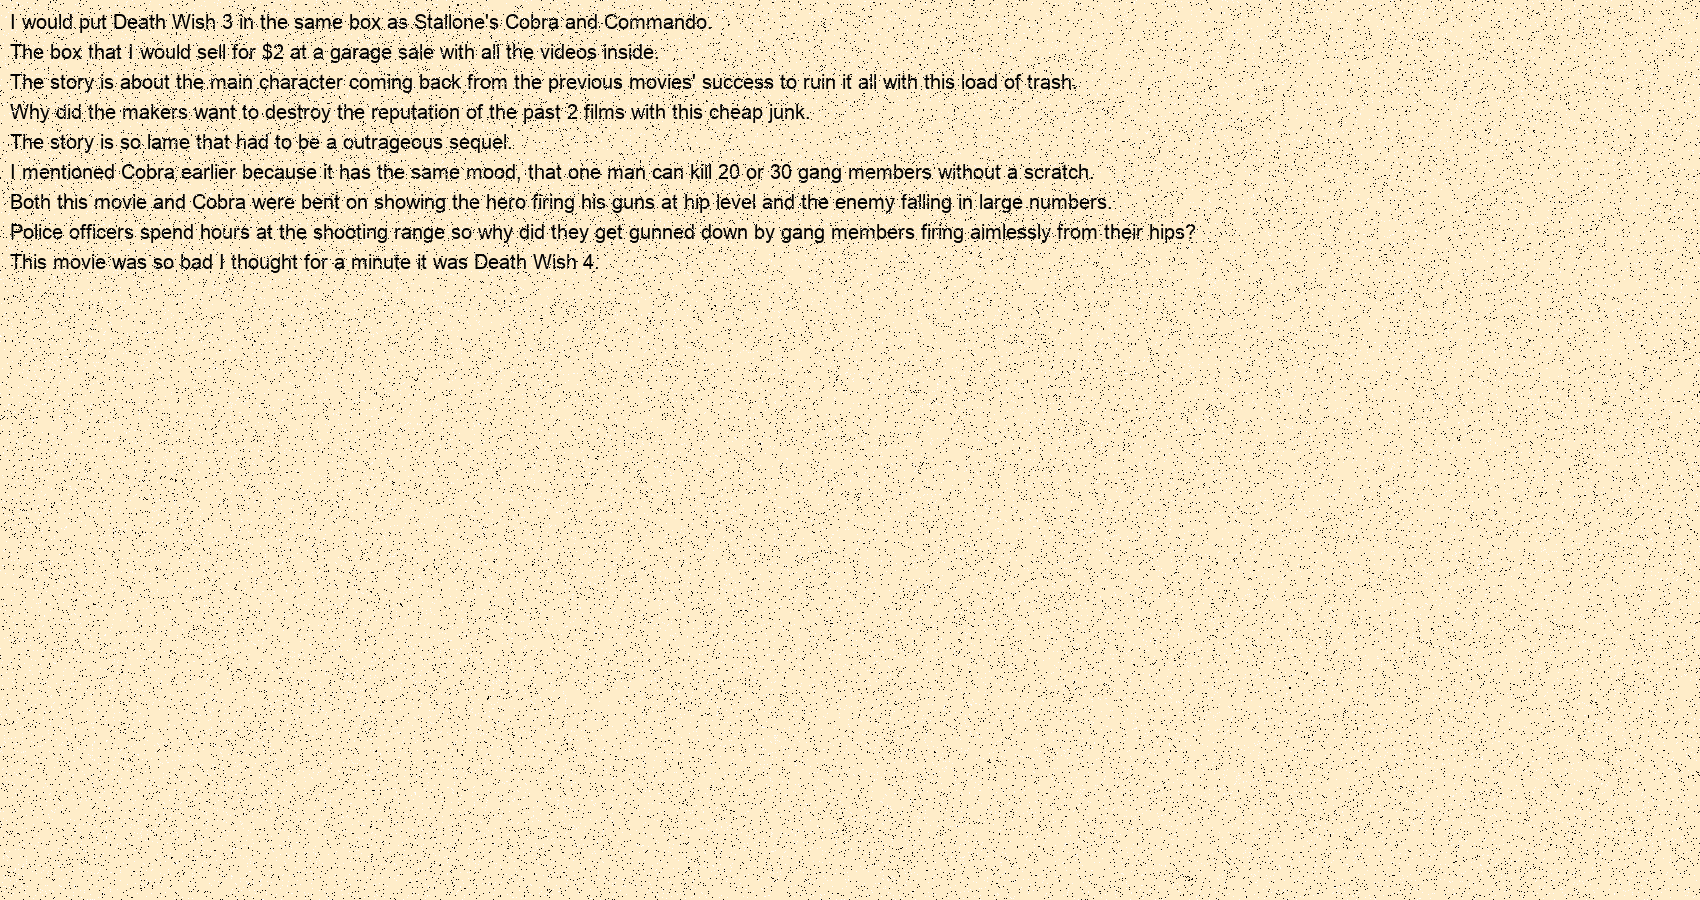 I would put Death Wish 3 in the same box as Stallone's Cobra and Commando.
The box that I would sell for $2 at a garage sale with all the videos inside.
The story is about the main character coming back from the previous movies' success to ruin it all with this load of trash.
Why did the makers want to destroy the reputation of the past 2 films with this cheap junk.
The story is so lame that had to be a outrageous sequel.
I mentioned Cobra earlier because it has the same mood, that one man can kill 20 or 30 gang members without a scratch.
Both this movie and Cobra were bent on showing the hero firing his guns at hip level and the enemy falling in large numbers.
Police officers spend hours at the shooting range so why did they get gunned down by gang members firing aimlessly from their hips?
This movie was so bad I thought for a minute it was Death Wish 4.